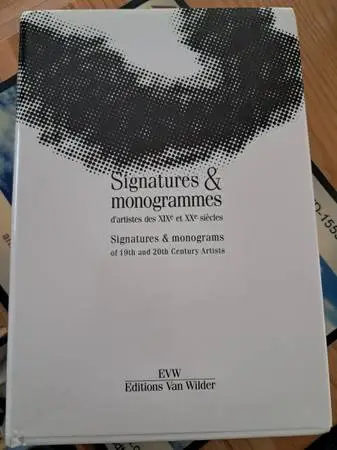 Signatures &
monogrammes
d'artistes des XIXe et XXe siècles
Signatures & monograms
of 19th and 20th Century Artists
EVW
Editions Van Wilder